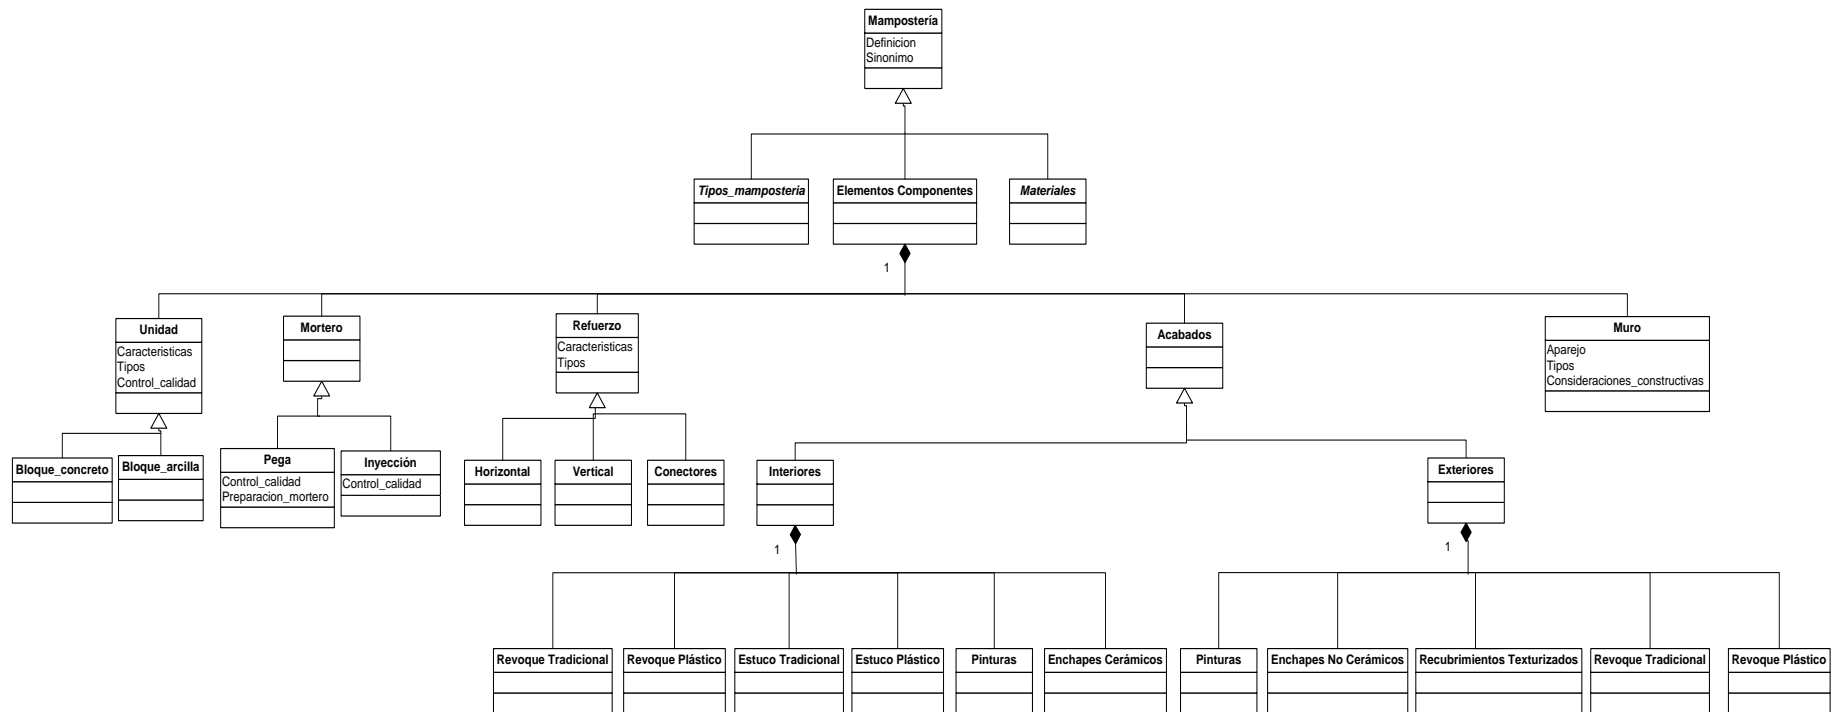 Mampostería
Definicion
Sinonimo
Tipos_mamposteria
Elementos Componentes
Materiales
1
Unidad
Caracteristicas
Tipos
Control_calidad
Mortero
Refuerzo
Caracteristicas
Tipos
Acabados
Muro
Aparejo
Tipos
Consideraciones_constructivas
Bloque_concreto
Bloque_arcilla
Pega
Control_calidad
Preparacion_mortero
Inyección
Control_calidad
Horizontal
Vertical
Conectores
Interiores
Exteriores
1
1
Revoque Tradicional
Revoque Plástico
Estuco Tradicional
Estuco Plástico
Pinturas
Enchapes Cerámicos
Pinturas
Enchapes No Cerámicos
Recubrimientos Texturizados
Revoque Tradicional
Revoque Plástico